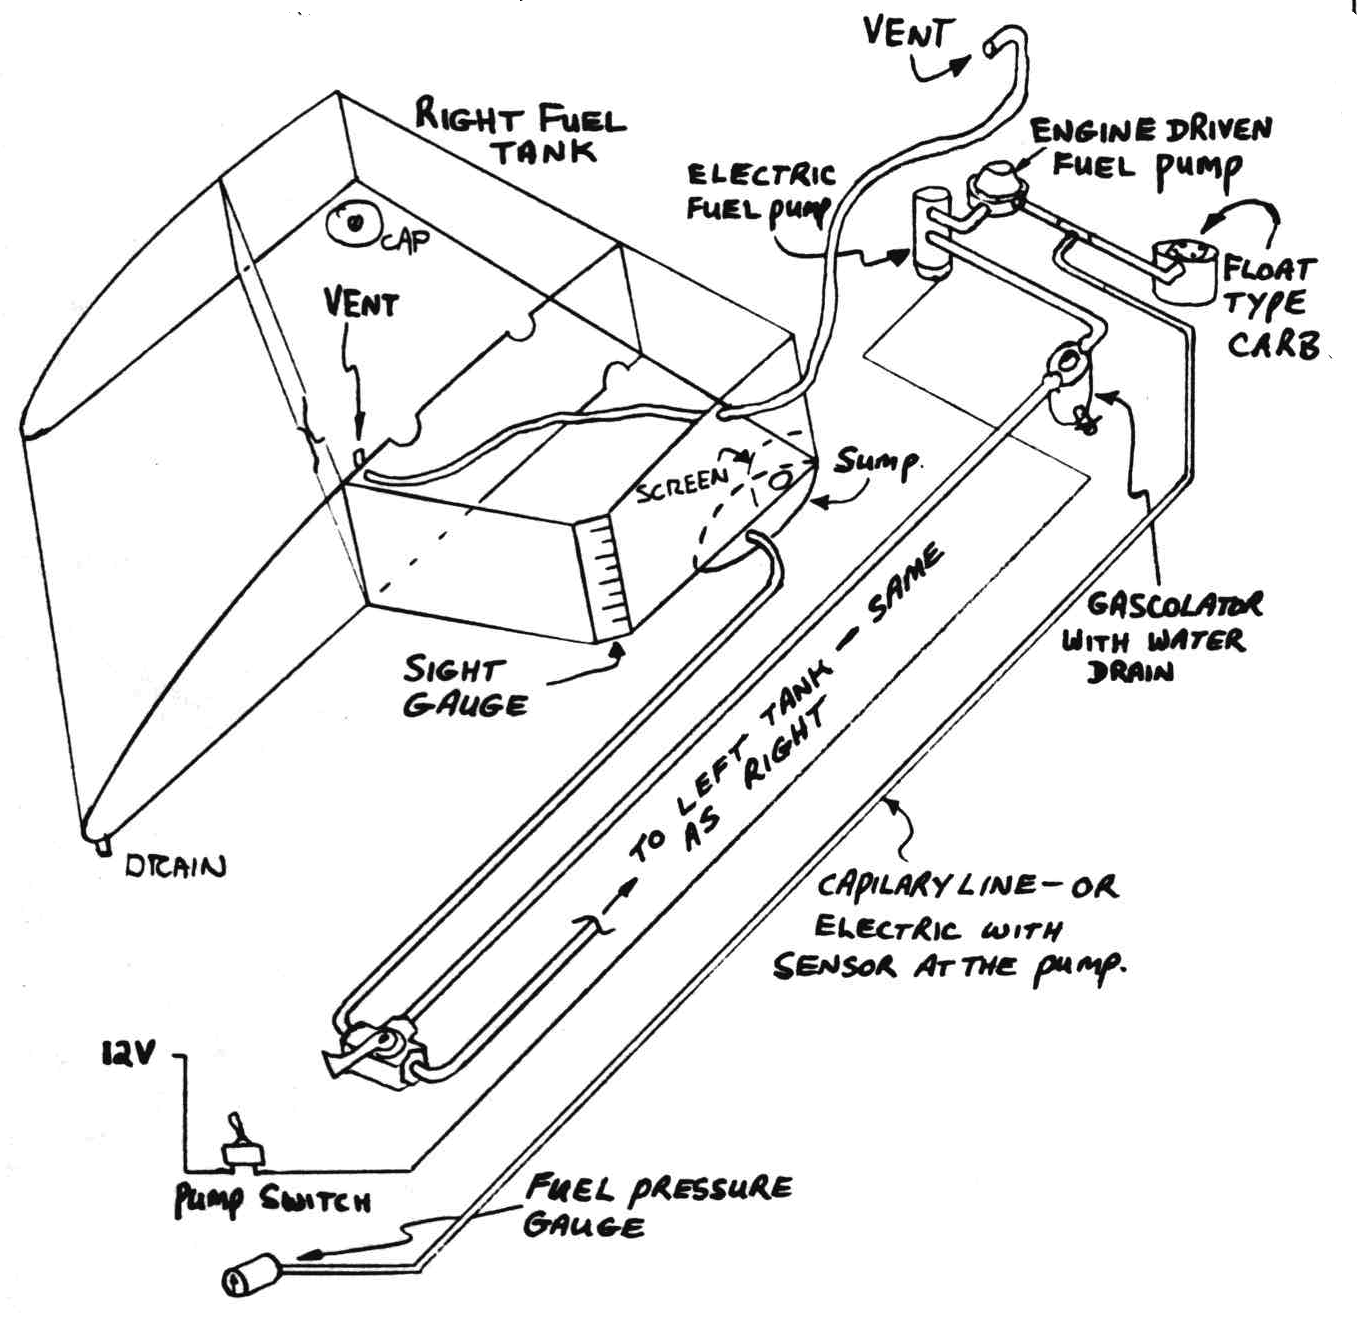 VENT
RIGHT FUEL
TANK
ENGINE DRIVEN
FUEL PUMP
ELECTRIC
FUEL PUMP
CAP
FLOAT
TYPE
CARB
VENT
SCREEN
SUMP.
GASCOLATOR
WITH WATER
DRAIN
SIGHT
GAUGE
TO LEFT TANK - SAME
AS RIGHT
DRAIN
CAPILARY LINE - OR
ELECTRIC WITH
SENSOR AT THE PUMP.
12V
PUMP SWITCH
FUEL PRESSURE
GAUGE